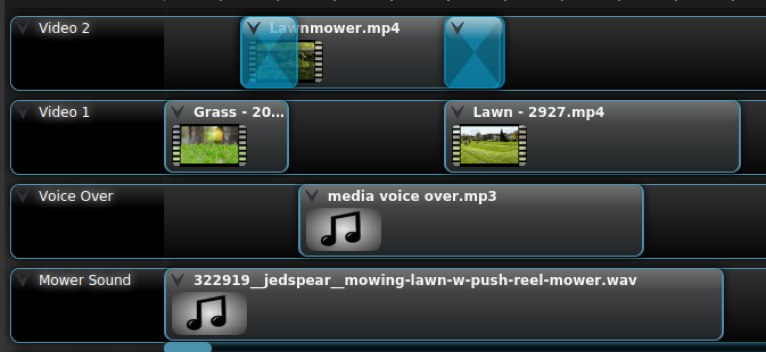 Video 2
Lawnmower.mp4
Video 1
Grass - 20...
Lawn - 2927.mp4
Voice Over
media voice over.mp3
Mower Sound
322919__jedspear__mowing-lawn-w-push-reel-mower.wav